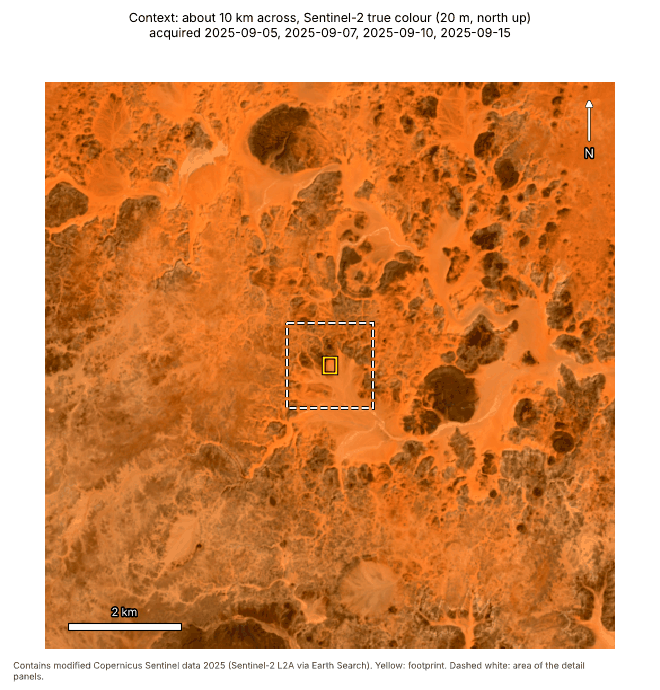 Context: about 10 km across, Sentinel-2 true colour (20 m, north up)
acquired 2025-09-05, 2025-09-07, 2025-09-10, 2025-09-15
N
2 km
Contains modified Copernicus Sentinel data 2025 (Sentinel-2 L2A via Earth Search). Yellow: footprint. Dashed white: area of the detail
panels.